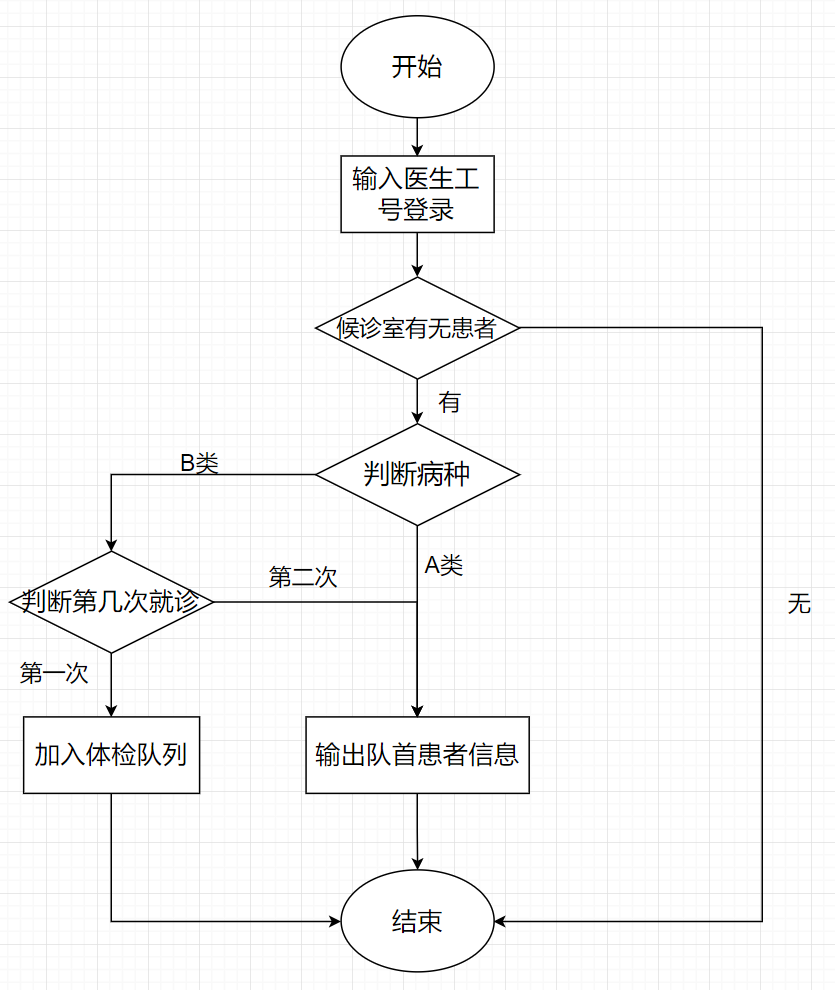 开始
输入医生工
号登录
候诊室有无患者
有
判断病种
B类
A类
第二次
判断第几次就诊
无
第一次
加入体检队列
输出队首患者信息
结束